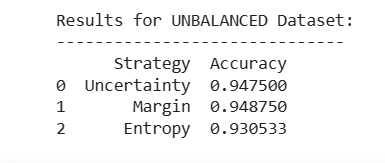 Results for UNBALANCED Dataset:
------------------------------
Strategy Accuracy
0 Uncertainty 0.947500
1 Margin 0.948750
2 Entropy 0.930533